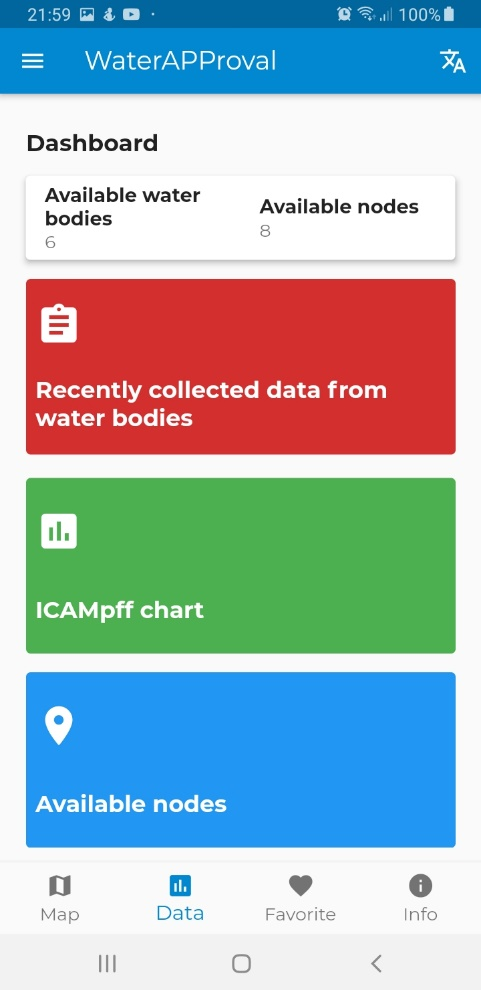 21:59
100%
WaterAPProval
Dashboard
Available water
bodies
6
Available nodes
8
Recently collected data from
water bodies
ICAMpff chart
Available nodes
Map
Data
Favorite
Info